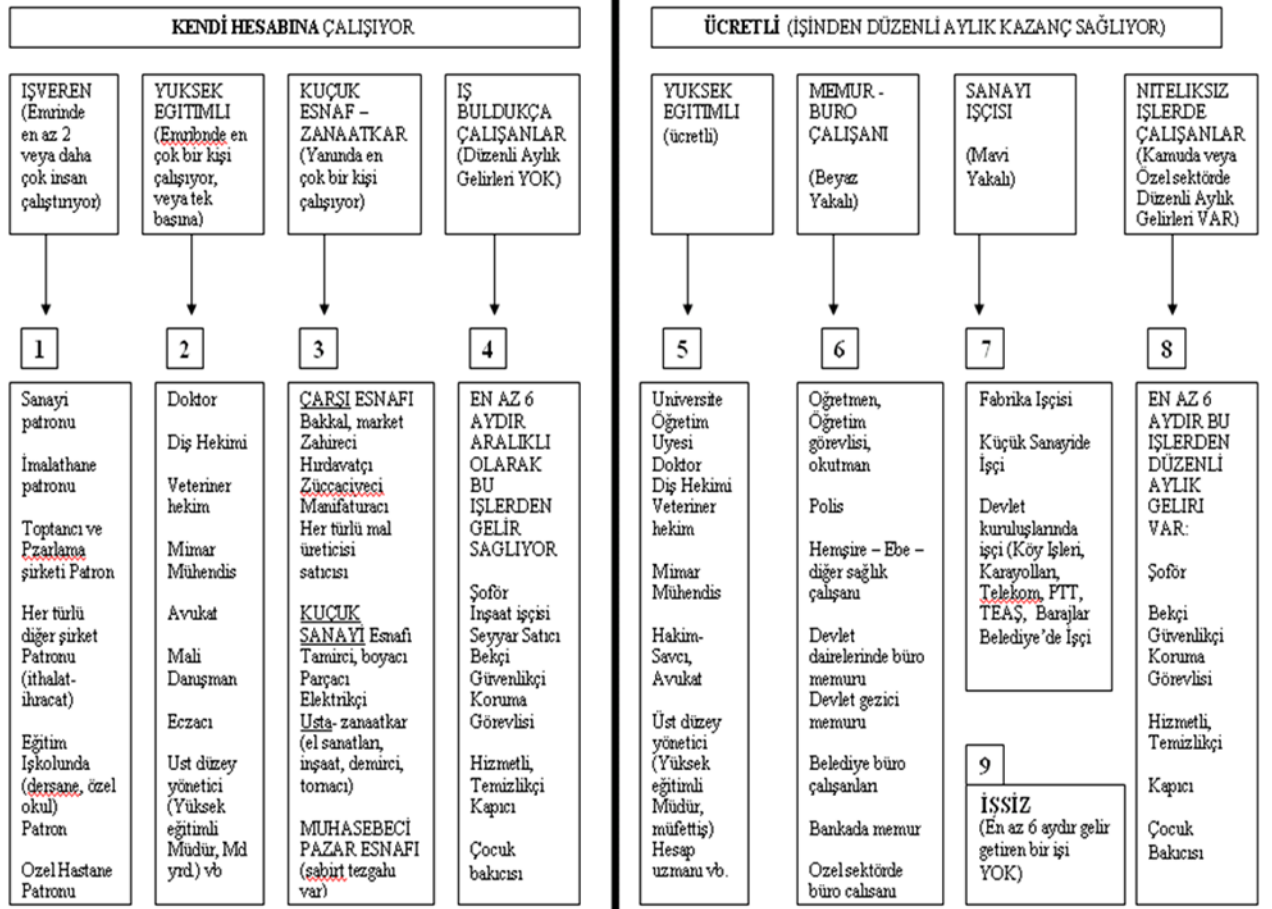 KENDİ HESABINA ÇALIŞIYOR
IŞVEREN
(Emrinde
en az 2
veya daha
çok insan
çalıştırıyor)
YUKSEK
EGITIMLI
(Emribnde en
çok bir kişi
çalışıyor,
veya tek
başına)
KUÇUK
ESNAF –
ZANAATKAR
(Yanında en
çok bir kişi
çalışıyor)
IŞ
BULDUKÇA
ÇALIŞANLAR
(Düzenli Aylık
Gelirleri YOK)
1
2
3
4
Sanayi
patronu
İmalathane
patronu
Toptancı ve
Pzarlama
şirketi Patron
Her türlü
diğer şirket
Patronu
(ithalat-
ihracat)
Eğitim
Işkolunda
(dersane, özel
okul)
Patron
Ozel Hastane
Patronu
Doktor
Diş Hekimi
Veteriner
hekim
Mimar
Mühendis
Avukat
Mali
Danışman
Eczacı
Ust düzey
yönetici
(Yüksek
eğitimli
Müdür, Md
yrd.) vb
ÇARŞI ESNAFI
Bakkal, market
Zahireci
Hırdavatçı
Züccaciyeci
Manifaturacı
Her türlü mal
üreticisi
satıcısı
KUÇUK
SANAYİ Esnafı
Tamirci, boyacı
Parçacı
Elektrikçi
Usta- zanaatkar
(el sanatları,
inşaat, demirci,
tornacı)
MUHASEBECİ
PAZAR ESNAFI
(sabirt tezgahı
var)
EN AZ 6
AYDIR
ARALIKLI
OLARAK
BU
IŞLERDEN
GELİR
SAGLIYOR
Şoför
Inşaat işçisi
Seyyar Satıcı
Bekçi
Güvenlikçi
Koruma
Görevlisi
Hizmetli,
Temizlikçi
Kapıcı
Çocuk
bakıcısı
ÜCRETLİ (İŞİNDEN DÜZENLİ AYLIK KAZANÇ SAĞLIYOR)
YUKSEK
EGITIMLI
(ücretli)
MEMUR -
BURO
ÇALIŞANI
(Beyaz
Yakalı)
SANAYI
IŞÇISI
(Mavi
Yakalı)
NITELIKSIZ
IŞLERDE
ÇALIŞANLAR
(Kamuda veya
Özel sektörde
Düzenli Aylık
Gelirleri VAR)
5
6
7
8
Universite
Öğretim
Uyesi
Doktor
Diş Hekimi
Veteriner
hekim
Mimar
Mühendis
Hakim-
Savcı,
Avukat
Üst düzey
yönetici
(Yüksek
eğitimli
Müdür,
müfettiş)
Hesap
uzmanı vb.
Oğretmen,
Öğretim
görevlisi,
okutman
Polis
Hemşire – Ebe –
diğer sağlık
çalışanı
Devlet
dairelerinde büro
memuru
Devlet gezici
memuru
Belediye büro
çalışanları
Bankada memur
Ozel sektörde
büro çalışanı
Fabrika Işçisi
Küçük Sanayide
İşçi
Devlet
kuruluşlarında
işçi (Köy Işleri,
Karayolları,
Telekom, PTT,
TEAŞ, Barajlar
Belediye’de İşçi
9
İŞSİZ
(En az 6 aydır gelir
getiren bir işi
YOK)
EN AZ 6
AYDIR BU
IŞLERDEN
DÜZENLİ
AYLIK
GELIRI
VAR:
Şoför
Bekçi
Güvenlikçi
Koruma
Görevlisi
Hizmetli,
Temizlikçi
Kapıcı
Çocuk
Bakıcısı